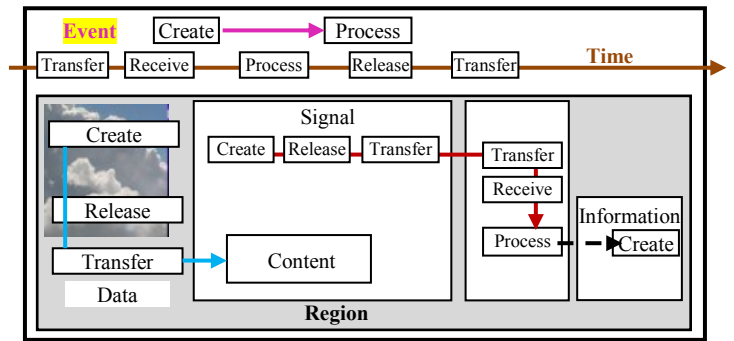 Event Create Process
Time
Transfer Receive Process Release Transfer
Signal
Create Release Transfer
Create
Release
Transfer
Data
Content
Transfer
Receive
Process
Information
Create
Region